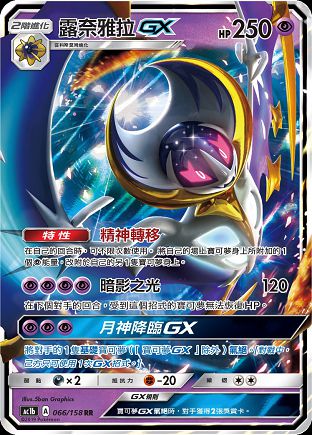 2階進化
露奈雅拉GX
HP250
從科斯莫姆進化
特性 精神轉移
在自己的回合時，可不限次數使用。將自己的場上寶可夢身上所附加的1個超能量，改附於自己的另1隻寶可夢身上。
暗影之光 120
在下個對手的回合，受到這個招式的寶可夢無法恢復HP。
月神降臨GX
將對手的1隻基礎寶可夢(「寶可夢GX」除外)氣絕。
弱點 ×2 抵抗力 -20 撤退
Illus.5ban Graphics
GX規則
ac1b A 066/158 RR
寶可夢GX氣絕時，對手獲得2張獎賞卡。